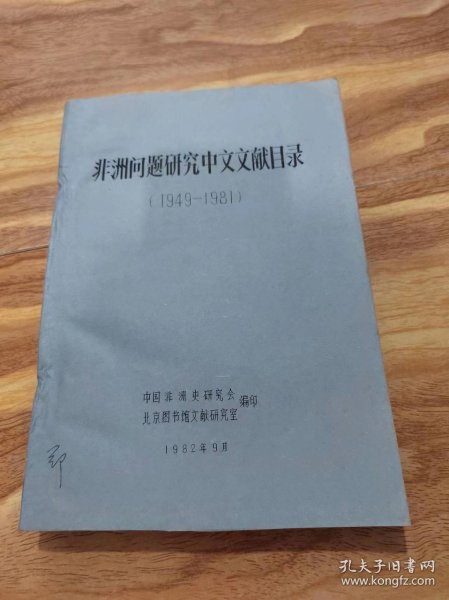 非洲问题研究中文文献目录
(1949-1981)
中国非洲史研究会
北京图书馆文献研究室
编印
1982年9月
孔夫子旧书网
www.kongfz.com